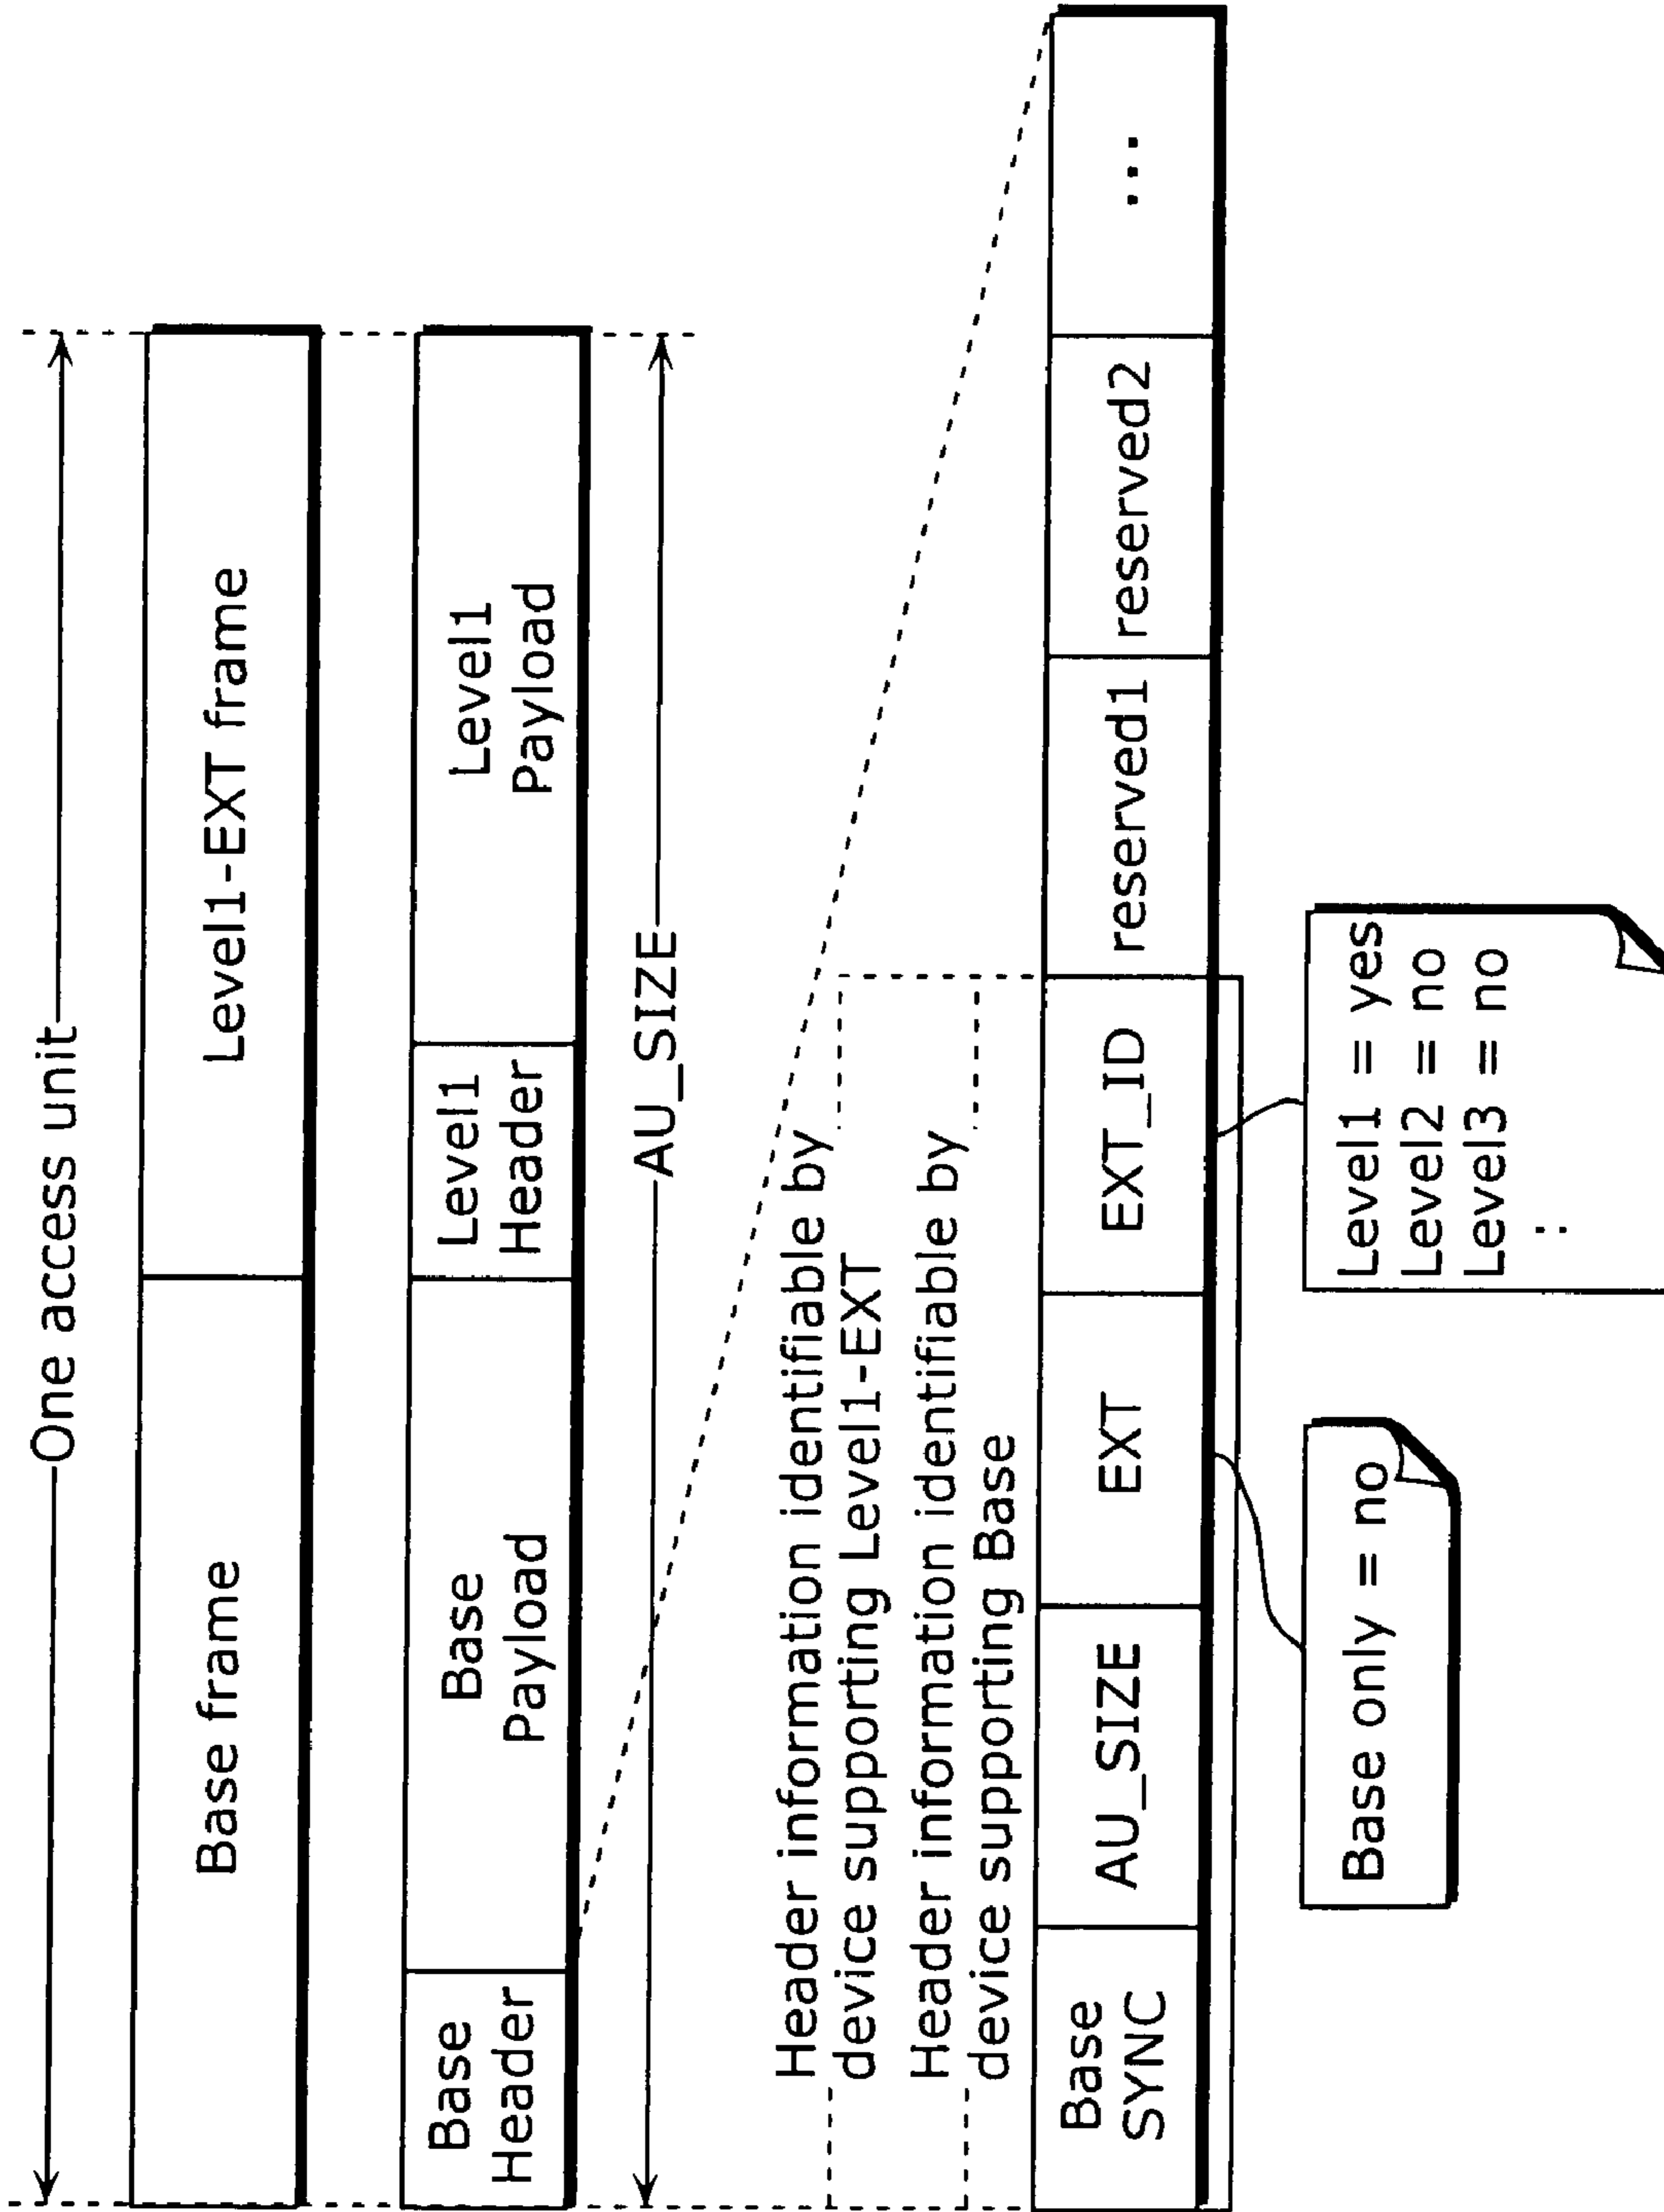 One access unit
Base frame
Level1-EXT frame
Base
Header
Base
Payload
Level1
Header
Level1
Payload
AU_SIZE
Header information identifiable by
device supporting Level1-EXT
Header information identifiable by
device supporting Base
Base
SYNC
AU_SIZE
EXT
EXT_ID
reserved1
reserved2
...
Base only = no
Level1 = yes
Level2 = no
Level3 = no
: